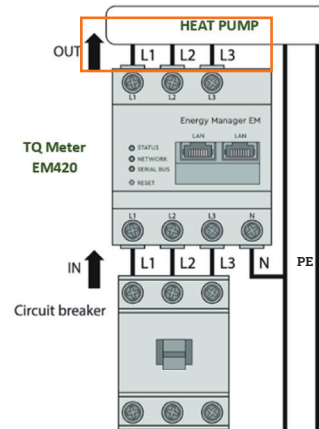 HEAT PUMP
OUT
L1 L2 L3
L1 L2 L3
Energy Manager EM
LAN LAN
TQ Meter
EM420
STATUS
NETWORK
SERIAL BUS
RESET
L1 L2 L3 N
IN
L1 L2 L3 N PE
Circuit breaker